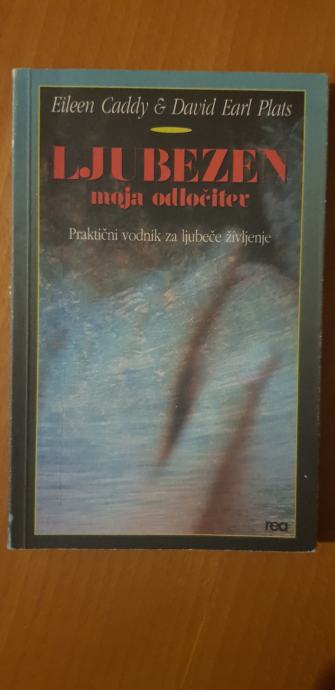 Eileen Caddy & David Earl Plats
LJUBEZEN
moja odločitev
Praktični vodnik za ljubeče življenje
rea